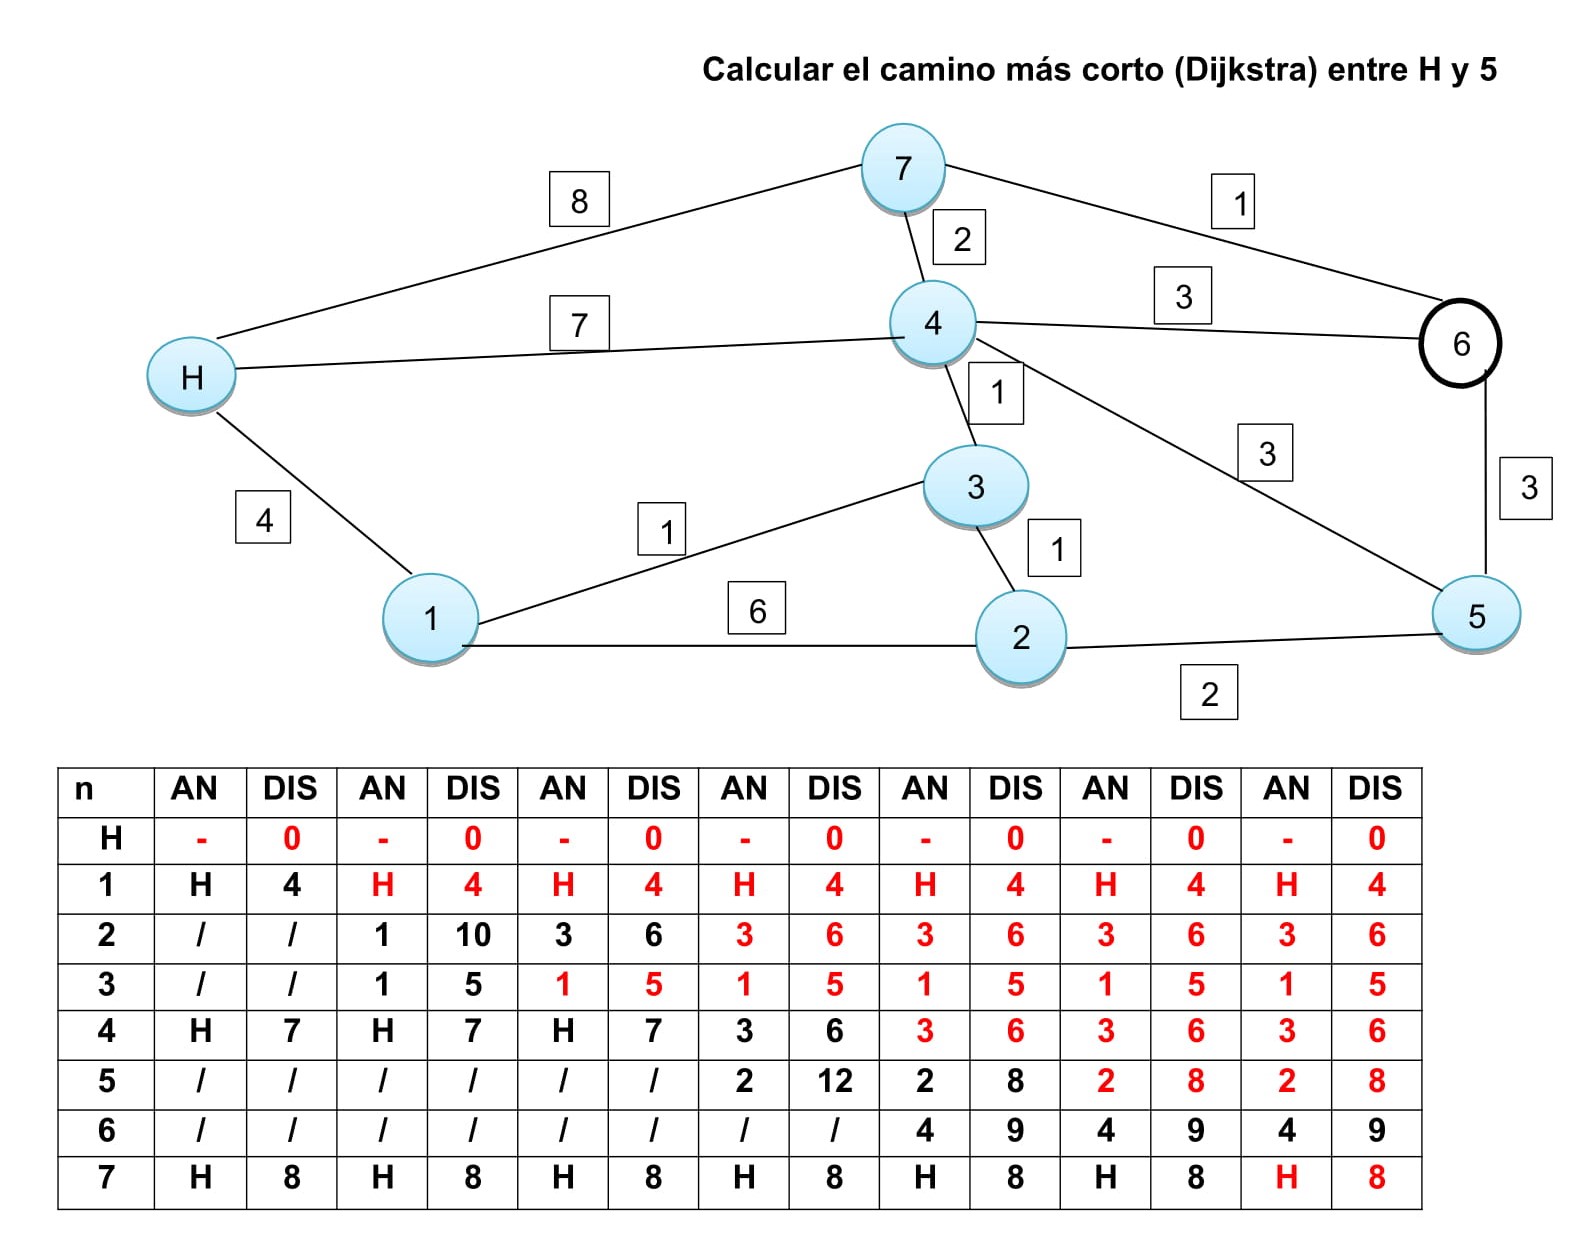 Calcular el camino más corto (Dijkstra) entre H y 5
7
8
1
2
3
7
4
6
H
1
3
3
3
4
1
1
6
1
2
5
2
n AN DIS AN DIS AN DIS AN DIS AN DIS AN DIS AN DIS
H - 0 - 0 - 0 - 0 - 0 - 0 - 0
1 H 4 H 4 H 4 H 4 H 4 H 4 H 4
2 / / 1 10 3 6 3 6 3 6 3 6 3 6
3 / / 1 5 1 5 1 5 1 5 1 5 1 5
4 H 7 H 7 H 7 3 6 3 6 3 6 3 6
5 / / / / / / 2 12 2 8 2 8 2 8
6 / / / / / / / / 4 9 4 9 4 9
7 H 8 H 8 H 8 H 8 H 8 H 8 H 8